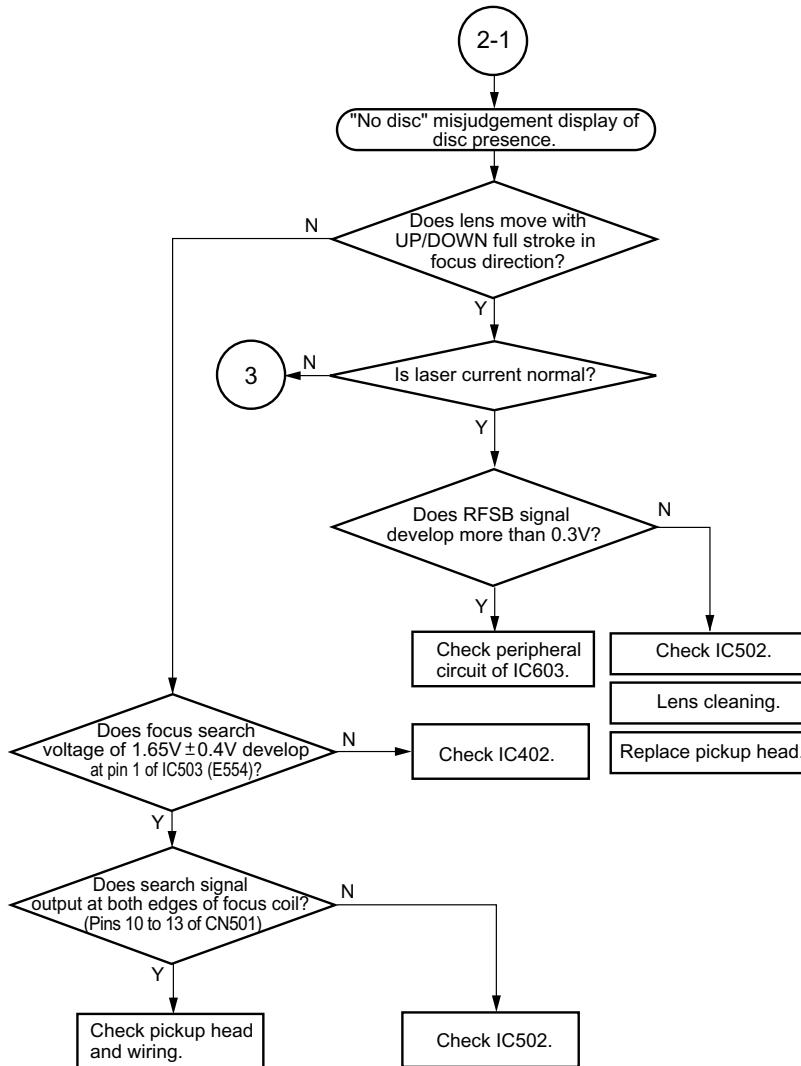 2-1
"No disc" misjudgement display of
disc presence.
N
Does lens move with
UP/DOWN full stroke in
focus direction?
Y
3
N
Is laser current normal?
Y
Does RFSB signal
develop more than 0.3V?
N
Y
Check peripheral
circuit of IC603.
Check IC502.
Lens cleaning.
Replace pickup head.
Does focus search
voltage of 1.65V ± 0.4V develop
at pin 1 of IC503 (E554)?
N
Check IC402.
Y
Does search signal
output at both edges of focus coil?
(Pins 10 to 13 of CN501)
N
Y
Check pickup head
and wiring.
Check IC502.